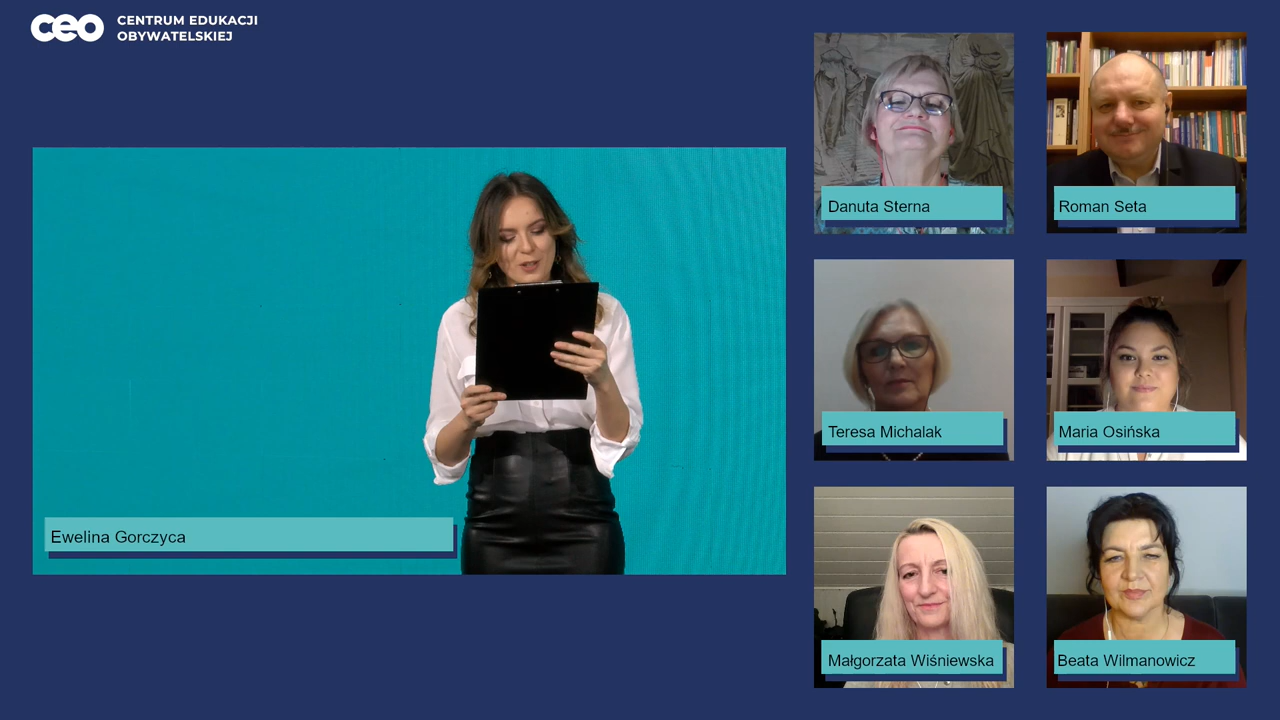 ceo
CENTRUM EDUKACJI
OBYWATELSKIEJ
Danuta Sterna
Roman Seta
Teresa Michalak
Maria Osińska
Ewelina Gorczyca
Małgorzata Wiśniewska
Beata Wilmanowicz